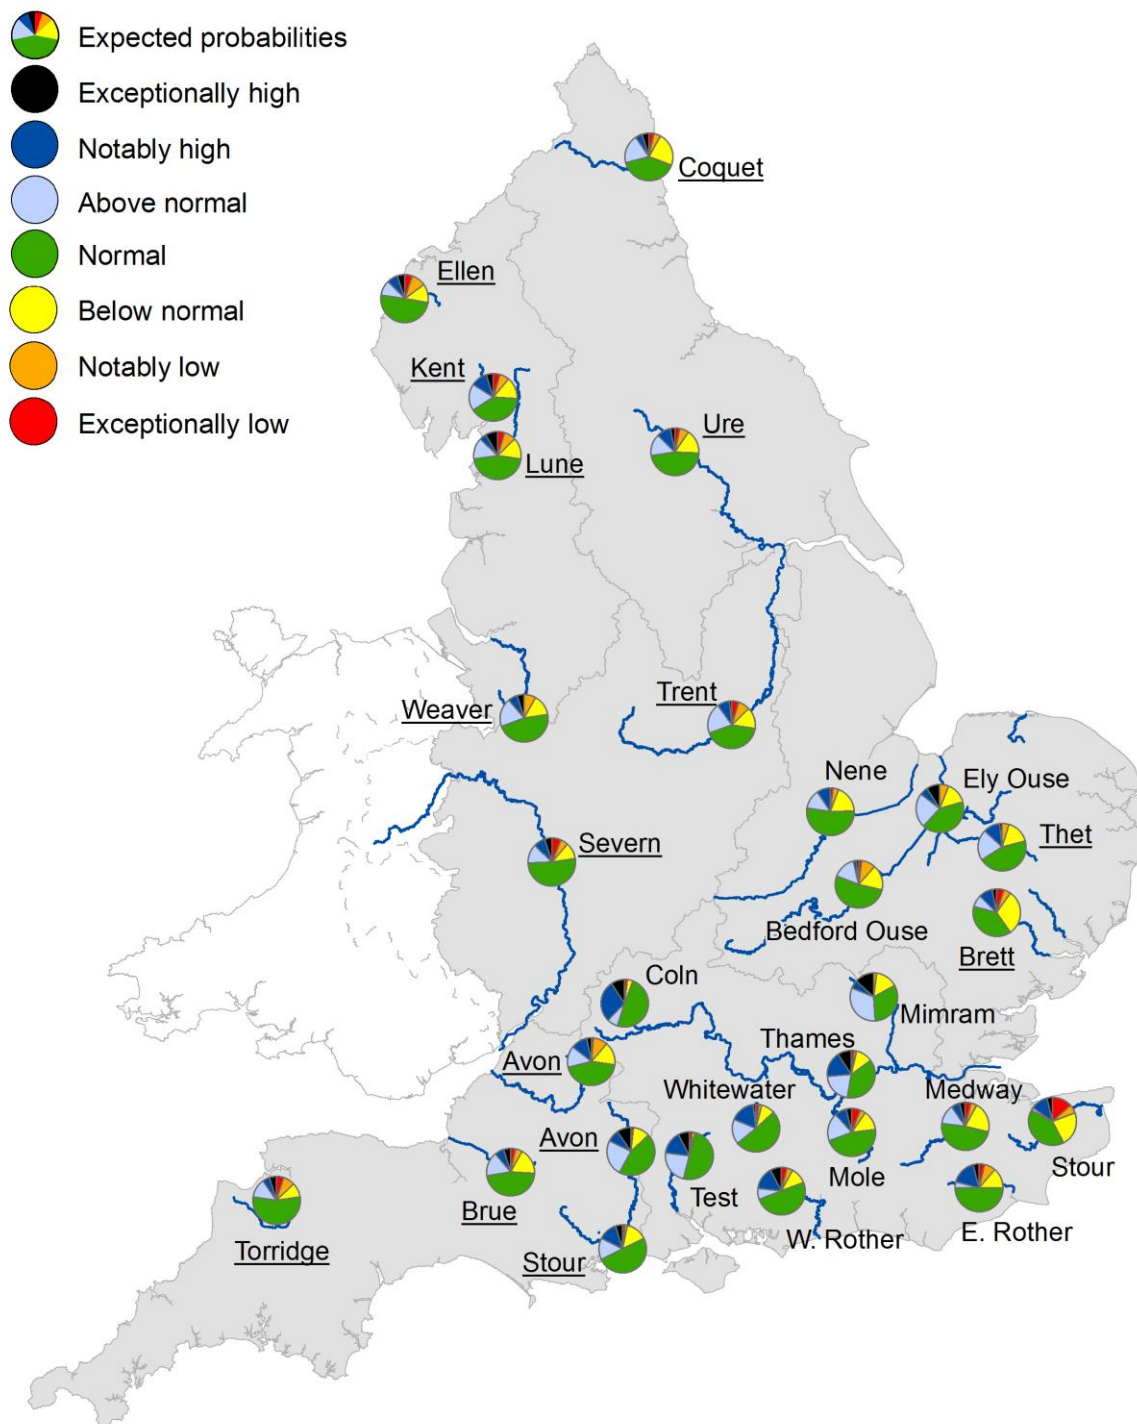 Expected probabilities
Exceptionally high
Notably high
Above normal
Normal
Below normal
Notably low
Exceptionally low
Coquet
Ellen
Kent
Ure
Lune
Weaver
Trent
Nene
Ely Ouse
Thet
Severn
Bedford Ouse
Brett
Coln
Mimram
Thames
Avon
Whitewater
Medway
Avon
Mole
Stour
Test
Brue
W. Rother
E. Rother
Torridge
Stour